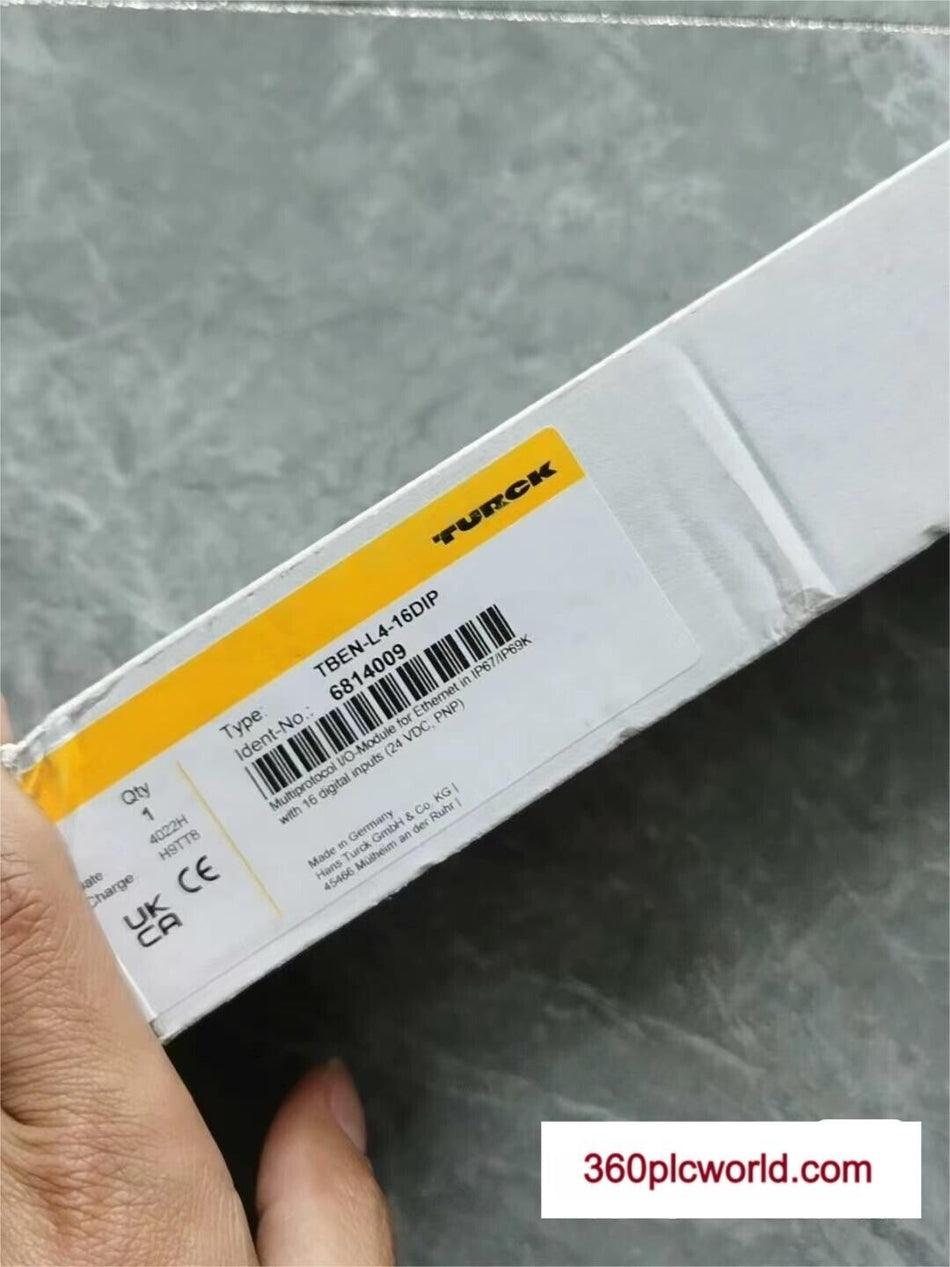 TURCK
Type: TBEN-L4-16DIP
Ident-No.: 6814009
Multiprotocol I/O-Module for Ethernet in IP67/IP69K
with 16 digital inputs (24 VDC, PNP)
Made in Germany
Hans Turck GmbH & Co. KG |
45466 Mülheim an der Ruhr |
Qty
1
4022H
Charge H9TTB
UK
CA
CE
360plcworld.com